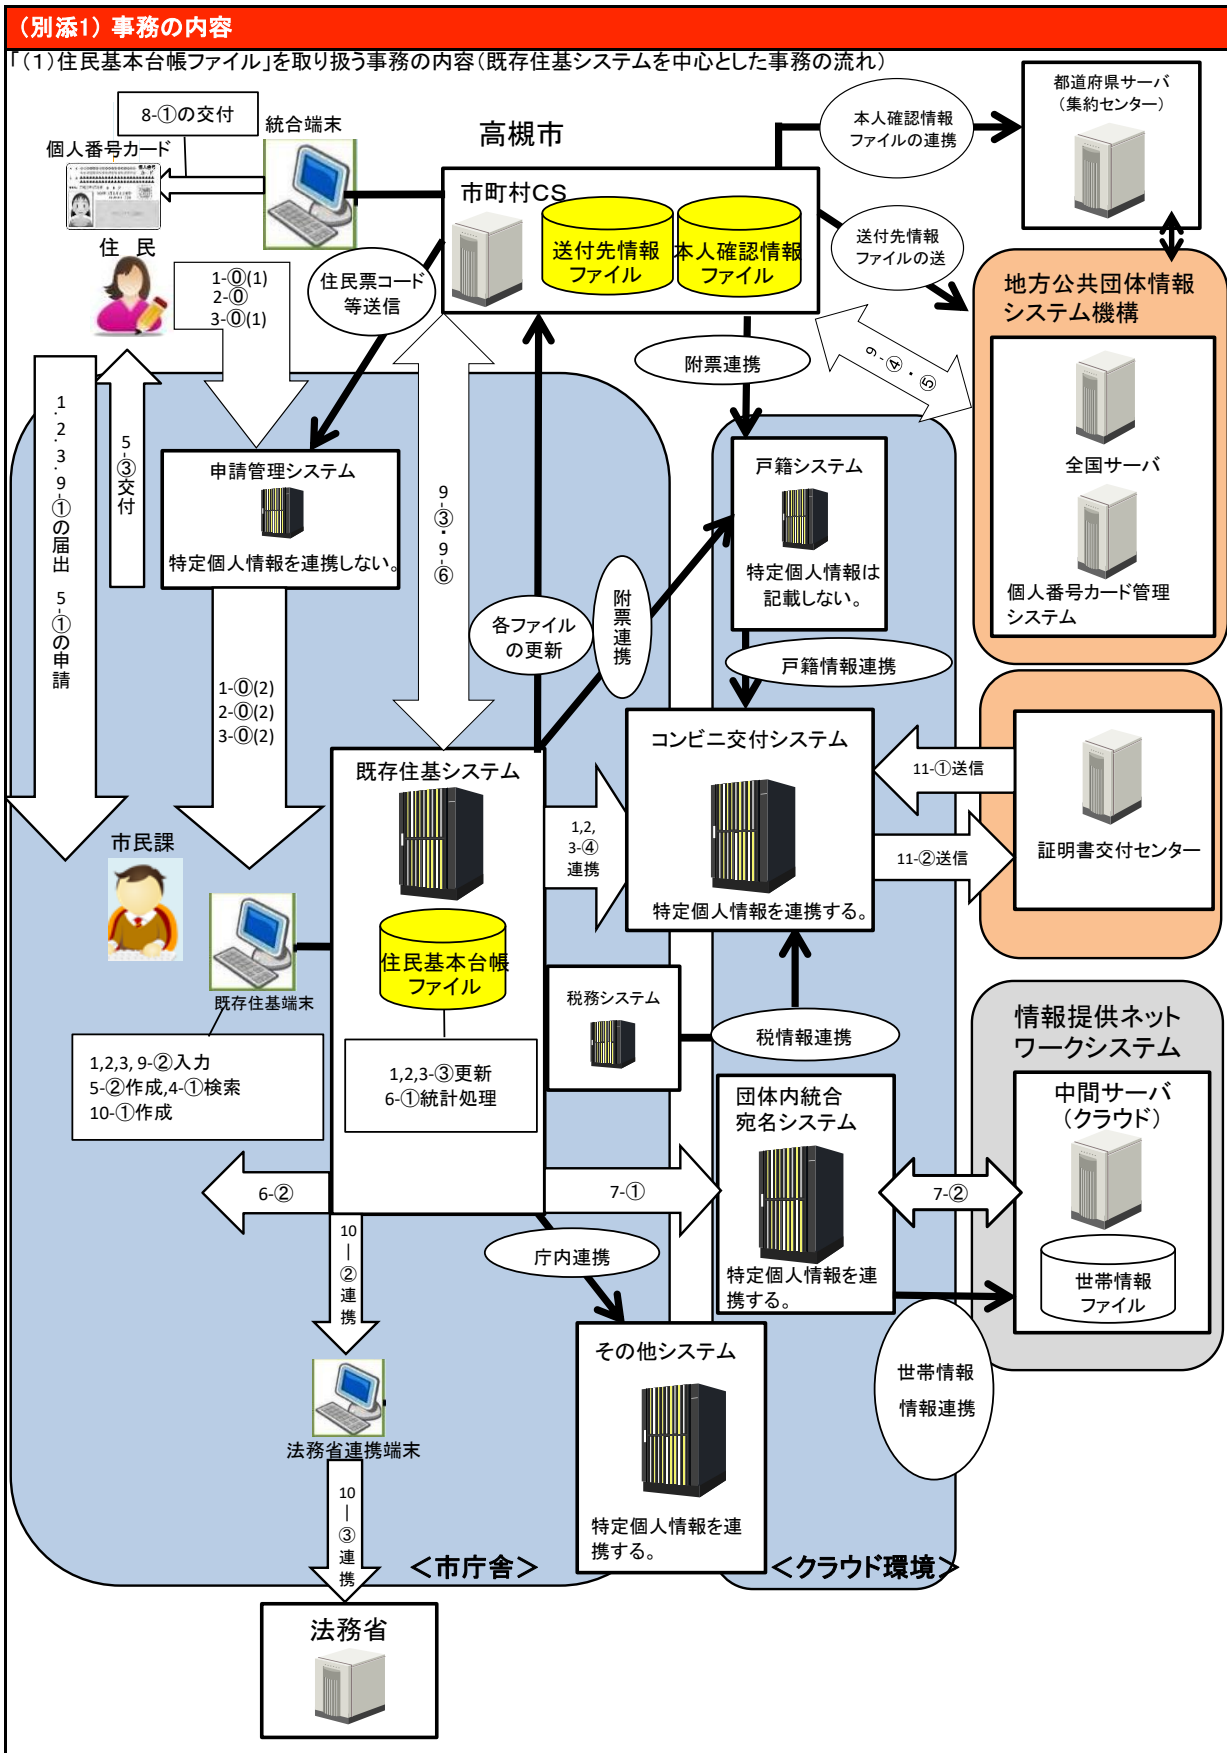 (別添1) 事務の内容
「(1)住民基本台帳ファイル」を取り扱う事務の内容(既存住基システムを中心とした事務の流れ)
8-①の交付
統合端末
個人番号カード
高槻市
市町村CS
送付先情報
ファイル
本人確認情報
ファイル
本人確認情報
ファイルの連携
都道府県サーバ
(集約センター)
住 民
1-⓪(1)
2-⓪
3-⓪(1)
住民票コード
等送信
送付先情報
ファイルの送
地方公共団体情報
システム機構
全国サーバ
個人番号カード管理
システム
9-④・⑤
附票連携
1.2.3.9-①の届出 5-①の申請
5-③交付
申請管理システム
特定個人情報を連携しない。
9-③・9-⑥
戸籍システム
特定個人情報は
記載しない。
各ファイル
の更新
附票連携
戸籍情報連携
1-⓪(2)
2-⓪(2)
3-⓪(2)
既存住基システム
コンビニ交付システム
特定個人情報を連携する。
11-①送信
11-②送信
証明書交付センター
1,2,
3-④
連携
市民課
既存住基端末
住民基本台帳
ファイル
1,2,3,9-②入力
5-②作成,4-①検索
10-①作成
1,2,3-③更新
6-①統計処理
税務システム
税情報連携
情報提供ネット
ワークシステム
中間サーバ
(クラウド)
世帯情報
ファイル
団体内統合
宛名システム
特定個人情報を連
携する。
6-②
7-①
7-②
10|②連携
庁内連携
世帯情報
情報連携
その他システム
特定個人情報を連
携する。
法務省連携端末
10|③連携
<市庁舎>
<クラウド環境>
法務省